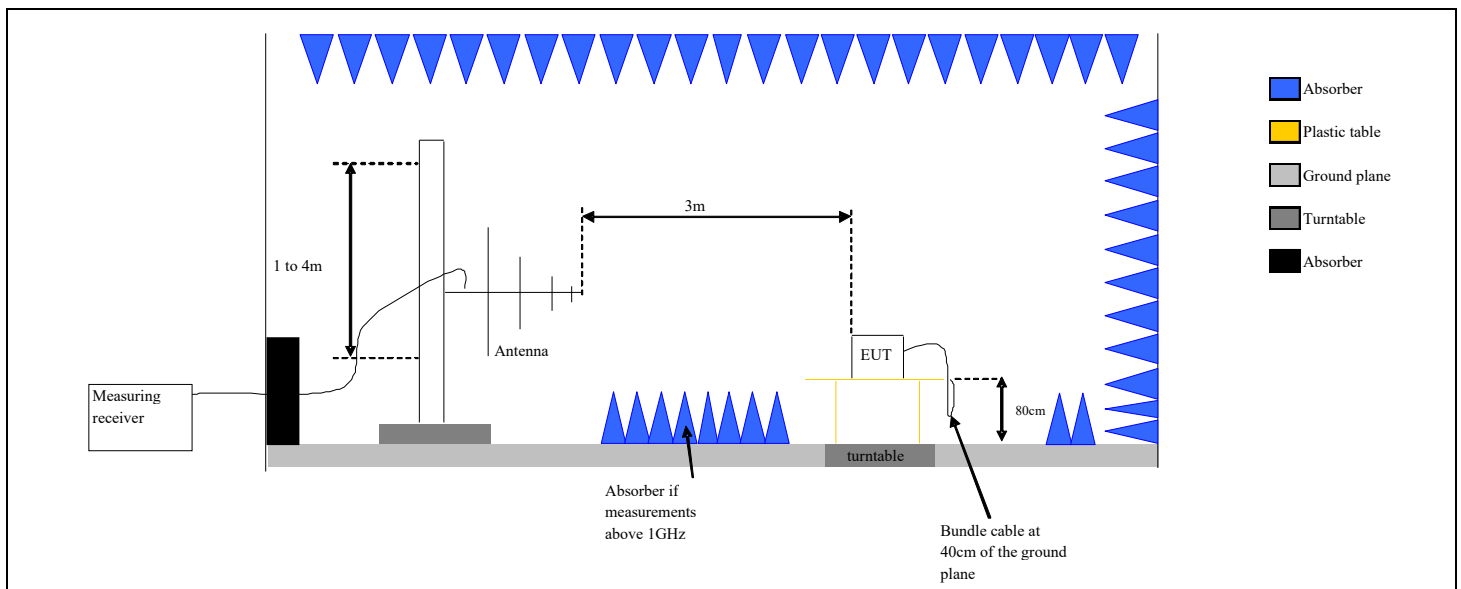 Absorber
Plastic table
Ground plane
Turntable
Absorber
3m
1 to 4m
Antenna
EUT
Measuring
receiver
80cm
turntable
Absorber if
measurements
above 1GHz
Bundle cable at
40cm of the ground
plane